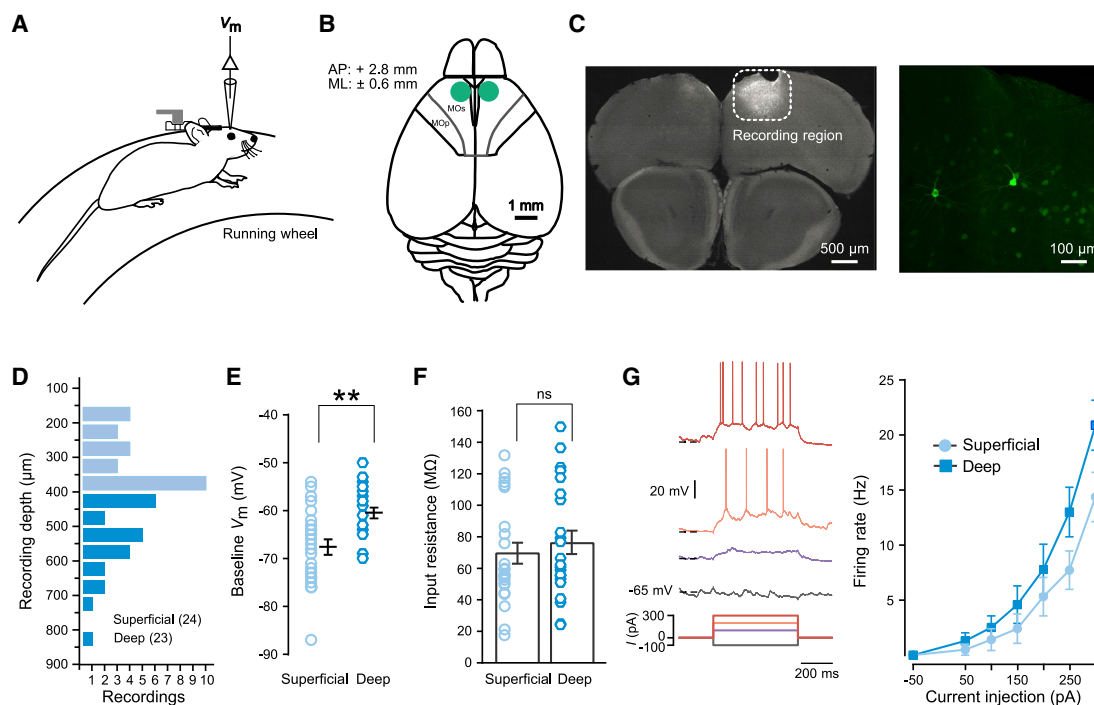 A
Vm
Running wheel
B
AP: + 2.8 mm
ML: ± 0.6 mm
MOs
MOp
1 mm
C
Recording region
500 µm
100 µm
D
100
200
300
400
500
600
700
800
900
Recording depth (µm)
Superficial (24)
Deep (23)
1 2 3 4 5 6 7 8 9 10
Recordings
E
**
-40
-50
-60
-70
-80
-90
Baseline Vm (mV)
Superficial Deep
F
ns
160
140
120
100
80
60
40
20
0
Input resistance (MΩ)
Superficial Deep
G
20 mV
-65 mV
300
0
-100
I (pA)
200 ms
25
20
15
10
5
0
Firing rate (Hz)
Superficial
Deep
-50 50 100 150 200 250
Current injection (pA)